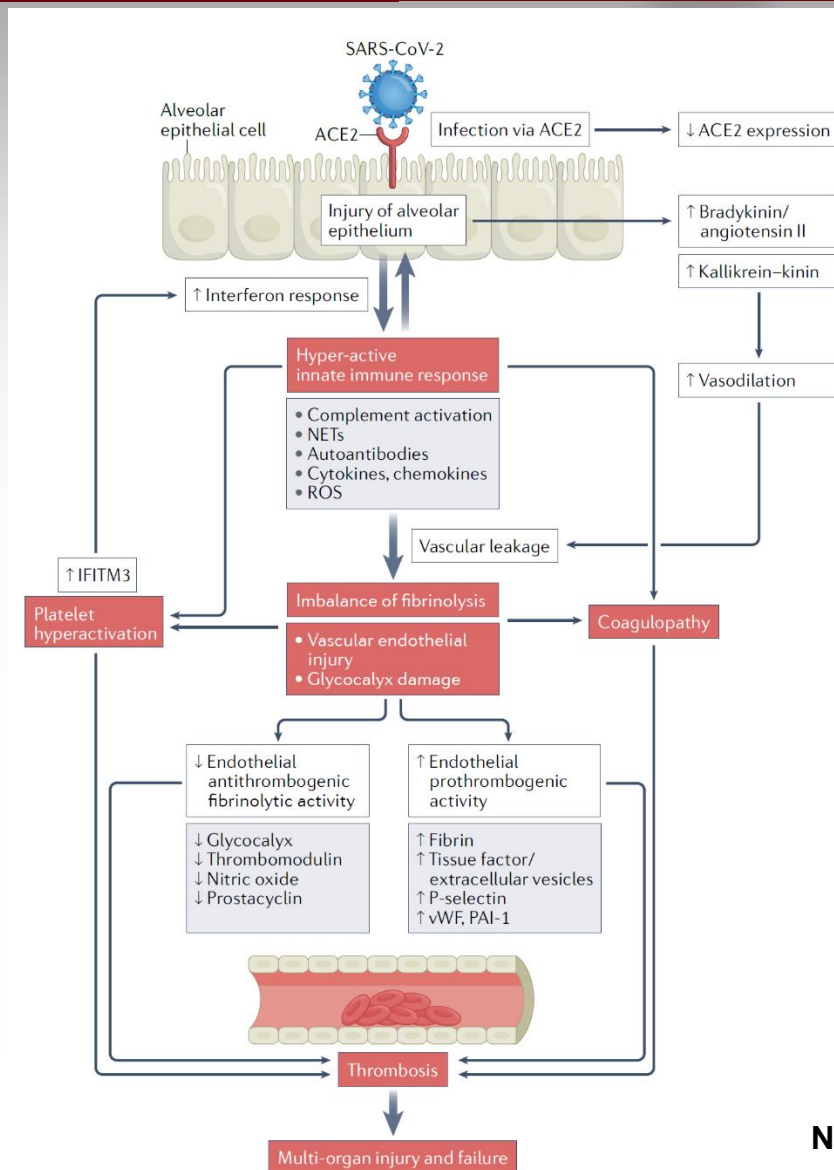 SARS-CoV-2
Alveolar
epithelial cell
ACE2
Infection via ACE2
↓ ACE2 expression
Injury of alveolar
epithelium
↑ Bradykinin/
angiotensin II
↑ Interferon response
↑ Kallikrein–kinin
Hyper-active
innate immune response
↑ Vasodilation
• Complement activation
• NETs
• Autoantibodies
• Cytokines, chemokines
• ROS
Vascular leakage
↑ IFITM3
Platelet
hyperactivation
Imbalance of fibrinolysis
Coagulopathy
• Vascular endothelial
injury
• Glycocalyx damage
↓ Endothelial
antithrombogenic
fibrinolytic activity
↑ Endothelial
prothrombogenic
activity
↓ Glycocalyx
↓ Thrombomodulin
↓ Nitric oxide
↓ Prostacyclin
↑ Fibrin
↑ Tissue factor/
extracellular vesicles
↑ P-selectin
↑ vWF, PAI-1
Thrombosis
N
Multi-organ injury and failure